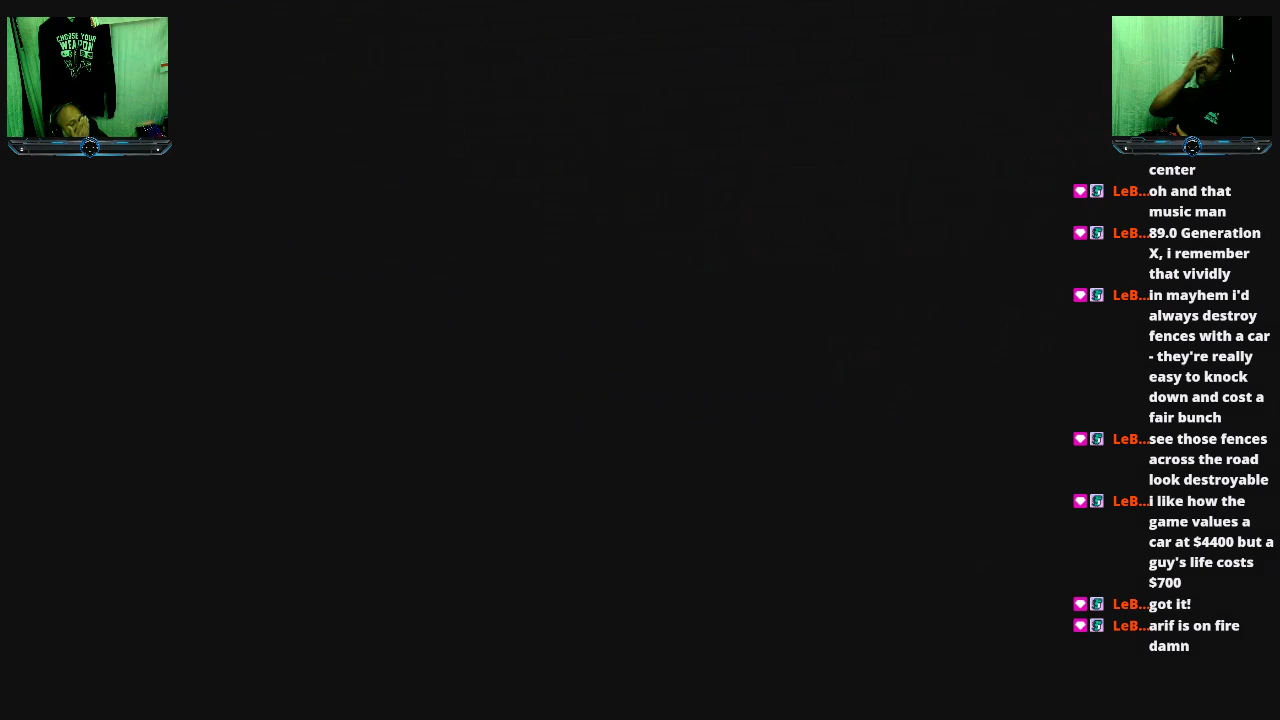 CHOOSE YOUR
WEAPON
center
LeB... oh and that
music man
LeB... 89.0 Generation
X, i remember
that vividly
LeB... in mayhem i'd
always destroy
fences with a car
- they're really
easy to knock
down and cost a
fair bunch
LeB... see those fences
across the road
look destroyable
LeB... i like how the
game values a
car at $4400 but a
guy's life costs
$700
LeB... got it!
LeB... arif is on fire
damn